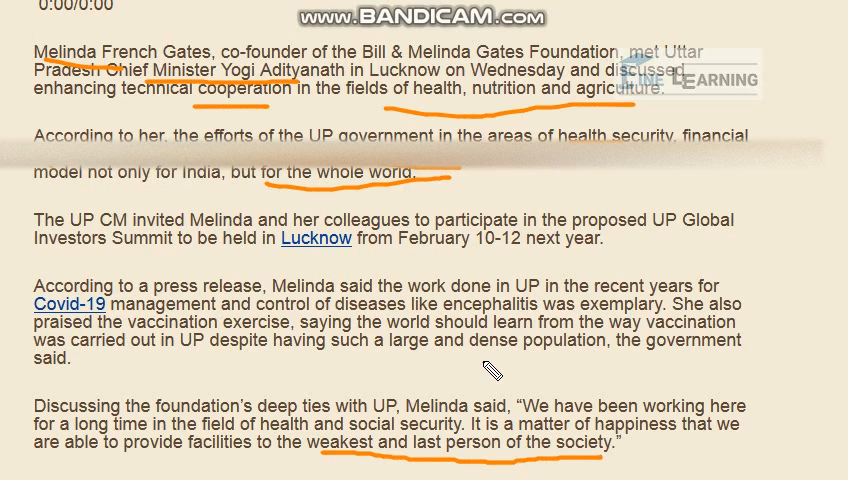 www.BANDICAM.com
0:00/0:00
Melinda French Gates, co-founder of the Bill & Melinda Gates Foundation, met Uttar
Pradesh Chief Minister Yogi Adityanath in Lucknow on Wednesday and discussed
enhancing technical cooperation in the fields of health, nutrition and agriculture.
LINE LEARNING
According to her, the efforts of the UP government in the areas of health security, financial
model not only for India, but for the whole world.
The UP CM invited Melinda and her colleagues to participate in the proposed UP Global
Investors Summit to be held in Lucknow from February 10-12 next year.
According to a press release, Melinda said the work done in UP in the recent years for
Covid-19 management and control of diseases like encephalitis was exemplary. She also
praised the vaccination exercise, saying the world should learn from the way vaccination
was carried out in UP despite having such a large and dense population, the government
said.
Discussing the foundation’s deep ties with UP, Melinda said, “We have been working here
for a long time in the field of health and social security. It is a matter of happiness that we
are able to provide facilities to the weakest and last person of the society.”